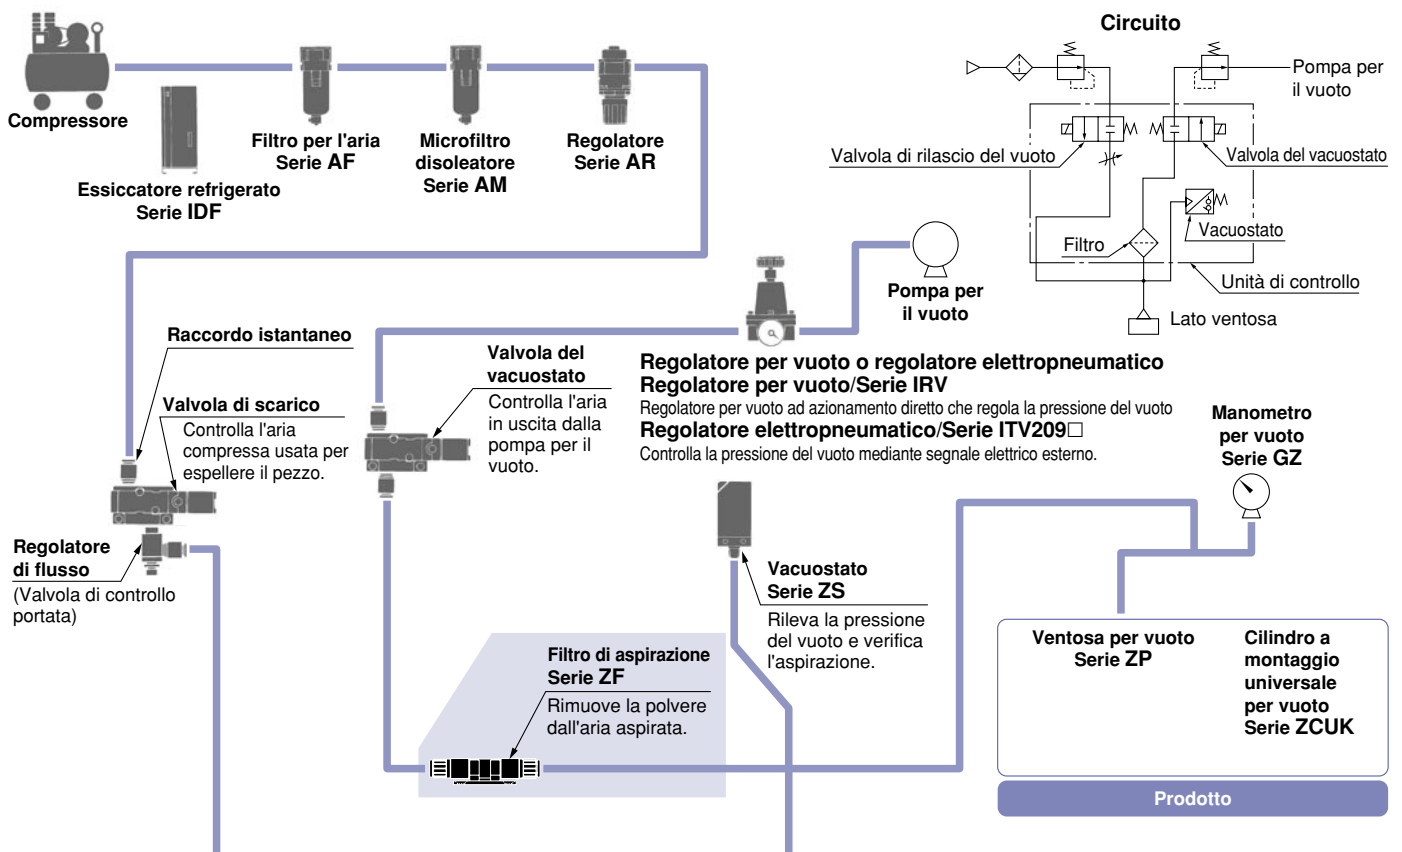 Circuito
Compressore
Essiccatore refrigerato
Serie IDF
Filtro per l'aria
Serie AF
Microfiltro
disoleatore
Serie AM
Regolatore
Serie AR
Pompa per
il vuoto
Valvola di rilascio del vuoto
Valvola del vacuostato
Vacuostato
Filtro
Unità di controllo
Lato ventosa
Pompa per
il vuoto
Raccordo istantaneo
Valvola di scarico
Controlla l'aria
compressa usata per
espellere il pezzo.
Regolatore
di flusso
(Valvola di controllo
portata)
Valvola del
vacuostato
Controlla l'aria
in uscita dalla
pompa per il
vuoto.
Regolatore per vuoto o regolatore elettropneumatico
Regolatore per vuoto/Serie IRV
Regolatore per vuoto ad azionamento diretto che regola la pressione del vuoto
Regolatore elettropneumatico/Serie ITV209□
Controlla la pressione del vuoto mediante segnale elettrico esterno.
Manometro
per vuoto
Serie GZ
Vacuostato
Serie ZS
Rileva la pressione
del vuoto e verifica
l'aspirazione.
Filtro di aspirazione
Serie ZF
Rimuove la polvere
dall'aria aspirata.
Ventosa per vuoto
Serie ZP
Cilindro a
montaggio
universale
per vuoto
Serie ZCUK
Prodotto